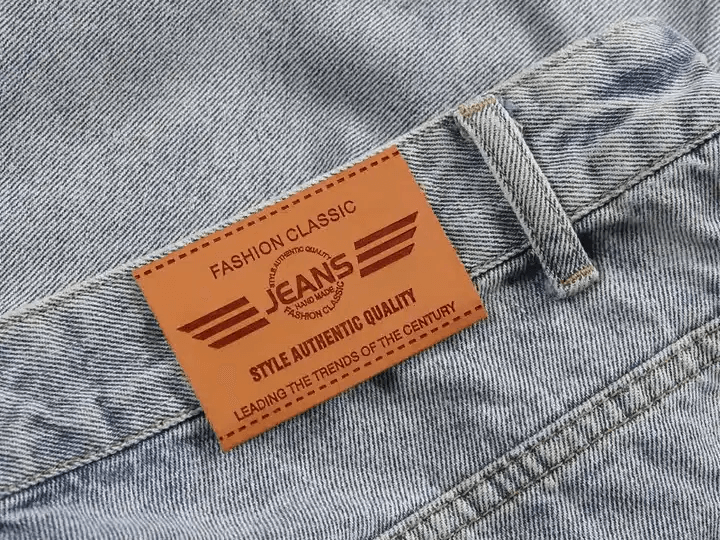 FASHION CLASSIC
STYLE AUTHENTIC QUALITY
JEANS
HAND MADE
FASHION CLASSIC
STYLE AUTHENTIC QUALITY
LEADING THE TRENDS OF THE CENTURY